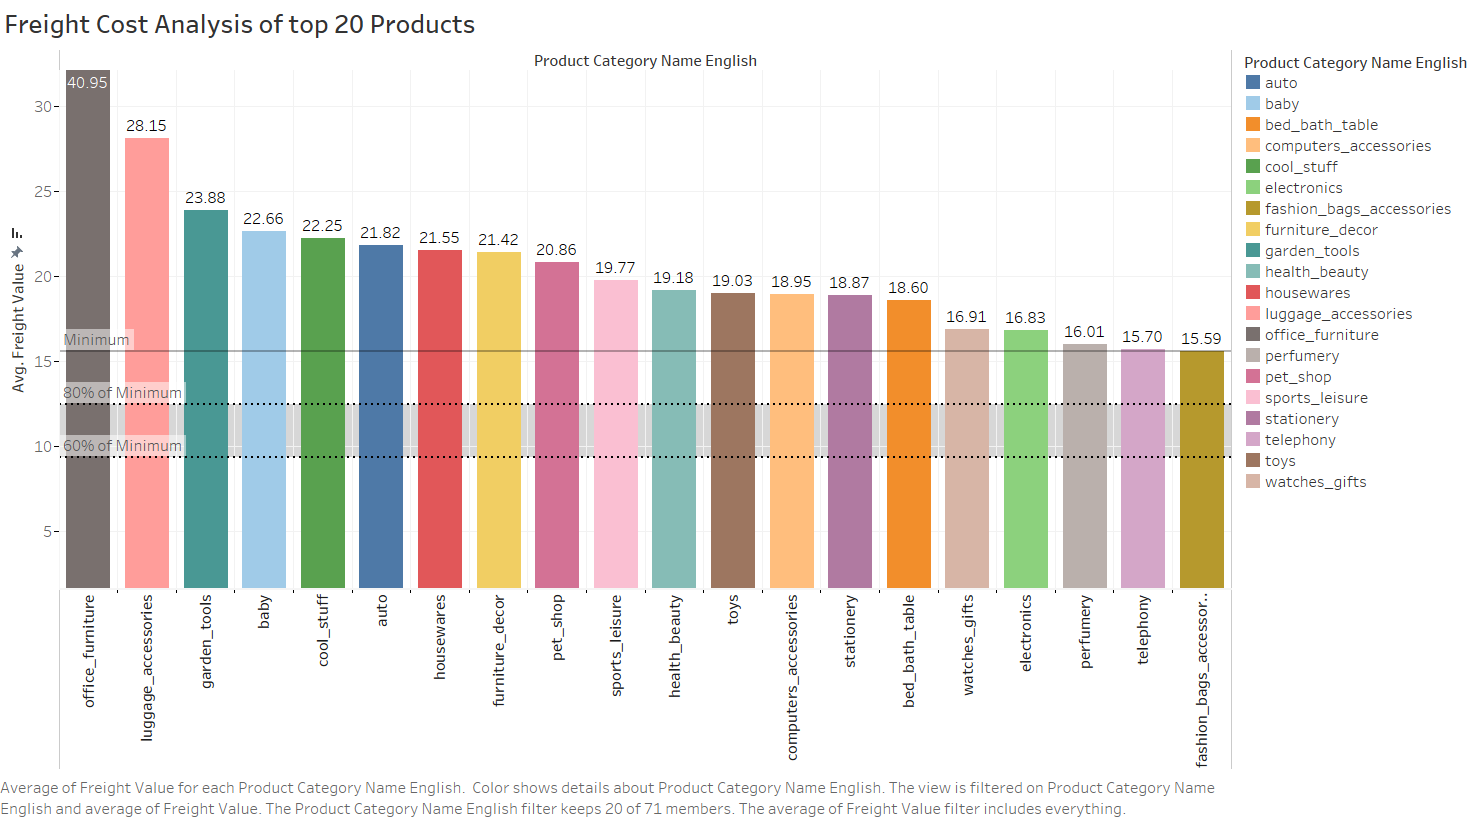 Freight Cost Analysis of top 20 Products
Product Category Name English
Avg. Freight Value
30
25
20
15
10
5
40.95
28.15
23.88
22.66
22.25
21.82
21.55
21.42
20.86
19.77
19.18
19.03
18.95
18.87
18.60
16.91
16.83
16.01
15.70
15.59
Minimum
80% of Minimum
60% of Minimum
office_furniture
luggage_accessories
garden_tools
baby
cool_stuff
auto
housewares
furniture_decor
pet_shop
sports_leisure
health_beauty
toys
computers_accessories
stationery
bed_bath_table
watches_gifts
electronics
perfumery
telephony
fashion_bags_accessor..
Product Category Name English
auto
baby
bed_bath_table
computers_accessories
cool_stuff
electronics
fashion_bags_accessories
furniture_decor
garden_tools
health_beauty
housewares
luggage_accessories
office_furniture
perfumery
pet_shop
sports_leisure
stationery
telephony
toys
watches_gifts
Average of Freight Value for each Product Category Name English.  Color shows details about Product Category Name English. The view is filtered on Product Category Name
English and average of Freight Value. The Product Category Name English filter keeps 20 of 71 members. The average of Freight Value filter includes everything.